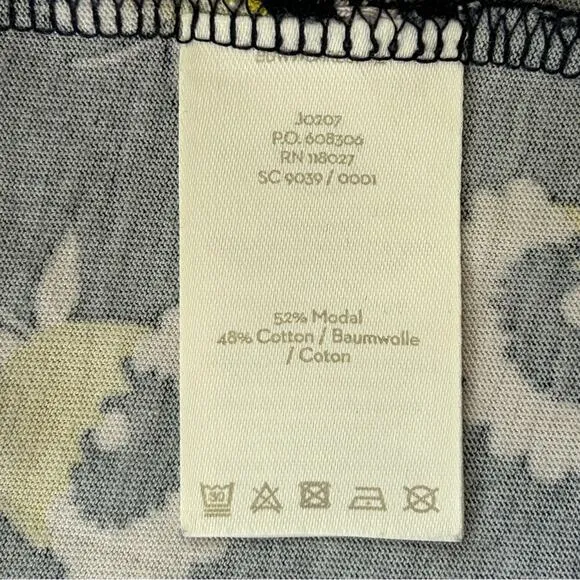 J0207
P.O. 608306
RN 118027
SC 9039 / 0001
52% Modal
48% Cotton / Baumwolle
/ Coton
30